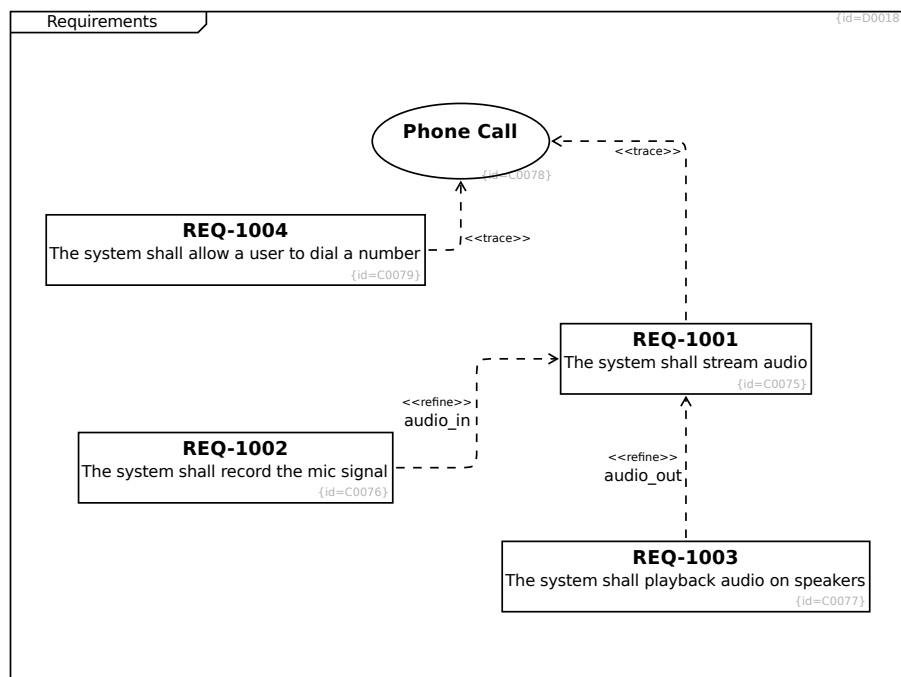 Requirements
{id=D0018
Phone Call
{id=C0078}
<<trace>>
REQ-1004
The system shall allow a user to dial a number
{id=C0079}
<<trace>>
REQ-1001
The system shall stream audio
{id=C0075}
<<refine>>
audio_in
REQ-1002
The system shall record the mic signal
{id=C0076}
<<refine>>
audio_out
REQ-1003
The system shall playback audio on speakers
{id=C0077}